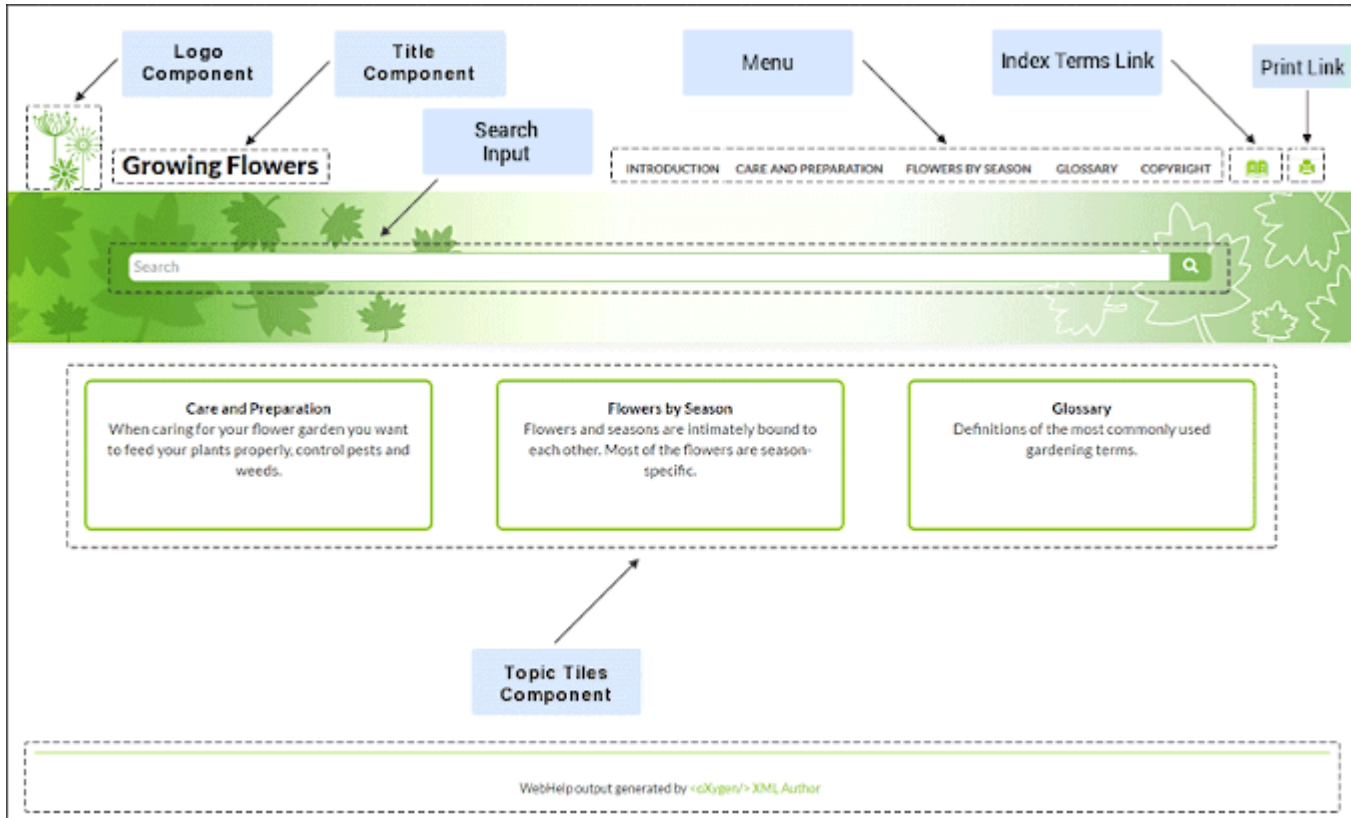 Logo
Component
Title
Component
Menu
Index Terms Link
Print Link
Search
Input
Growing Flowers
INTRODUCTION CARE AND PREPARATION FLOWERS BY SEASON GLOSSARY COPYRIGHT
Search
Care and Preparation
When caring for your flower garden you want
to feed your plants properly, control pests and
weeds.
Flowers by Season
Flowers and seasons are intimately bound to
each other. Most of the flowers are season-
specific.
Glossary
Definitions of the most commonly used
gardening terms.
Topic Tiles
Component
WebHelp output generated by <oXygen/> XML Author